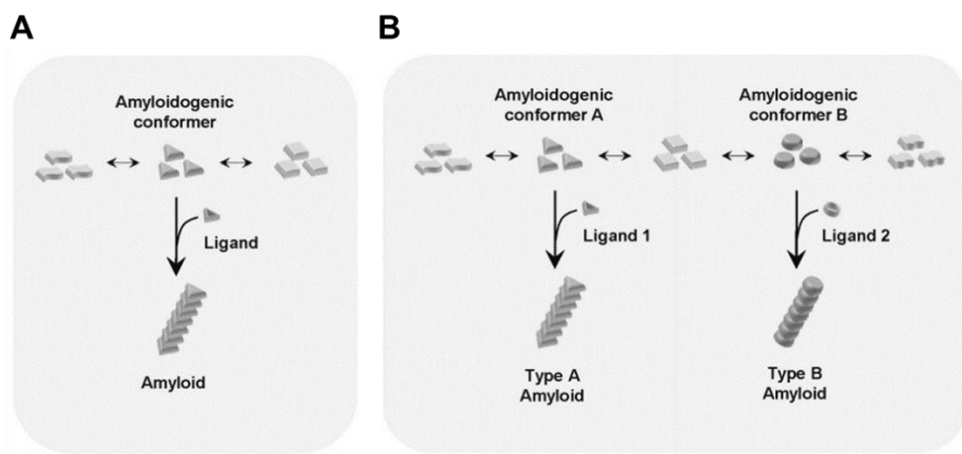 A
Amyloidogenic
conformer
Ligand
Amyloid
B
Amyloidogenic
conformer A
Amyloidogenic
conformer B
Ligand 1
Ligand 2
Type A
Amyloid
Type B
Amyloid